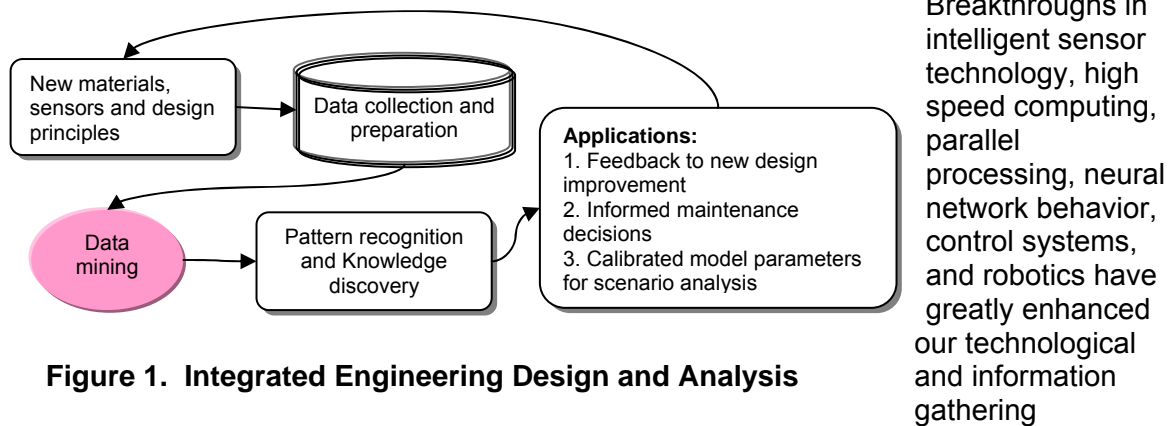 New materials,
sensors and design
principles
Data collection and
preparation
Applications:
1. Feedback to new design
improvement
2. Informed maintenance
decisions
3. Calibrated model parameters
for scenario analysis
Data
mining
Pattern recognition
and Knowledge
discovery
Figure 1. Integrated Engineering Design and Analysis
Breakthroughs in
intelligent sensor
technology, high
speed computing,
parallel
processing, neural
network behavior,
control systems,
and robotics have
greatly enhanced
our technological
and information
gathering